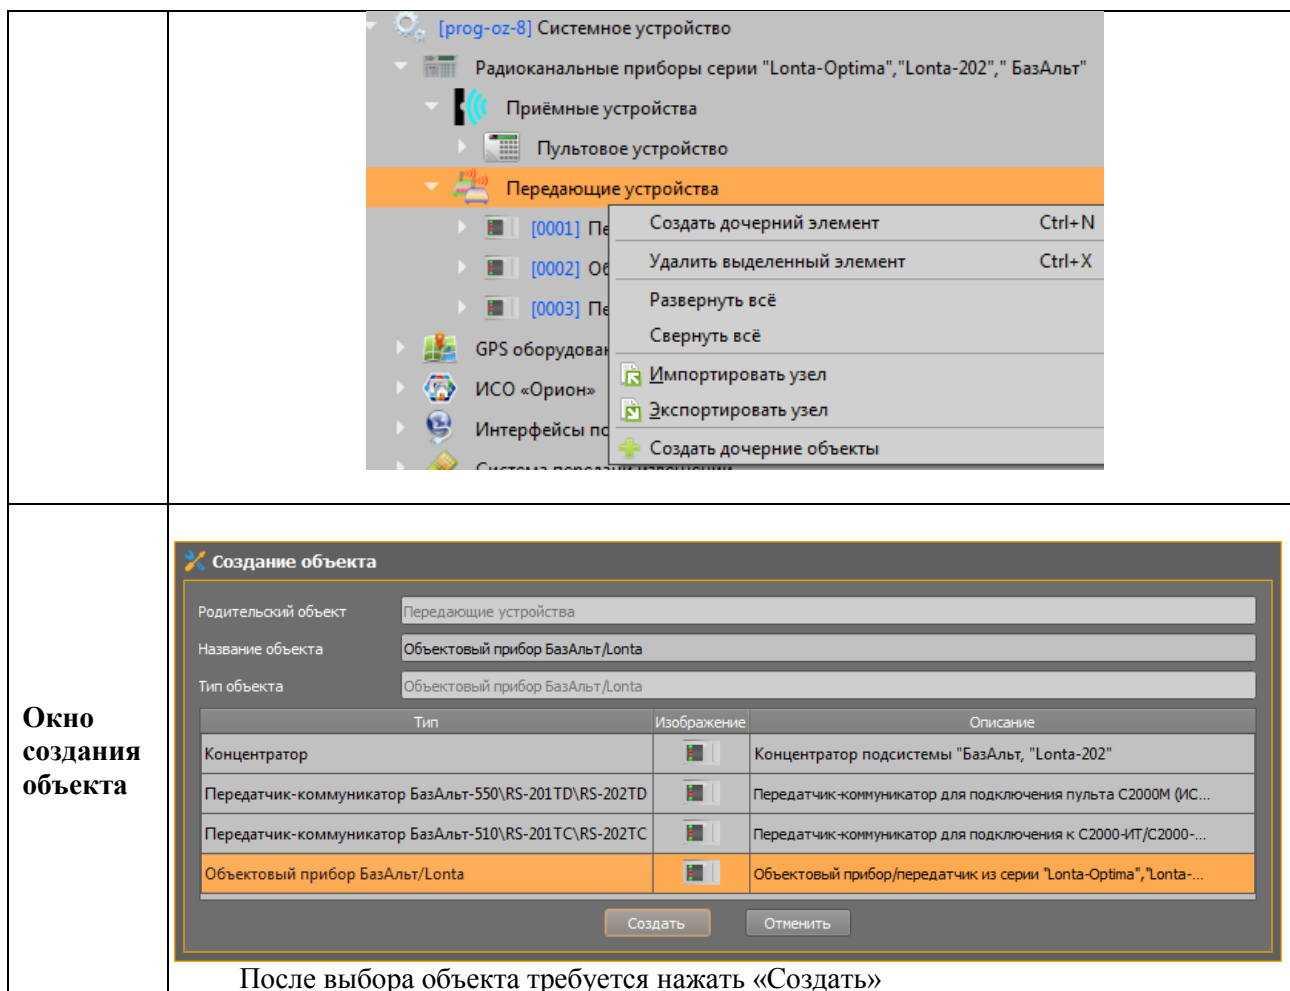 [prog-oz-8] Системное устройство
Радиоканальные приборы серии "Lonta-Optima","Lonta-202"," БазАльт"
Приёмные устройства
Пультовое устройство
Передающие устройства
Создать дочерний элемент Ctrl+N
[0001] Пе
Удалить выделенный элемент Ctrl+X
[0002] Об
Развернуть всё
[0003] Пе
Свернуть всё
GPS оборудован
Импортировать узел
ИСО «Орион»
Экспортировать узел
Интерфейсы по
Создать дочерние объекты
Система передачи извещений
Окно создания объекта
Создание объекта
Родительский объект Передающие устройства
Название объекта Объектовый прибор БазАльт/Lonta
Тип объекта Объектовый прибор БазАльт/Lonta
Тип Изображение Описание
Концентратор Концентратор подсистемы "БазАльт, "Lonta-202"
Передатчик-коммуникатор БазАльт-550\RS-201TD\RS-202TD Передатчик-коммуникатор для подключения пульта С2000М (ИС...
Передатчик-коммуникатор БазАльт-510\RS-201TC\RS-202TC Передатчик-коммуникатор для подключения к С2000-ИТ/С2000-...
Объектовый прибор БазАльт/Lonta Объектовый прибор/передатчик из серии "Lonta-Optima","Lonta-...
Создать Отменить
После выбора объекта требуется нажать «Создать»